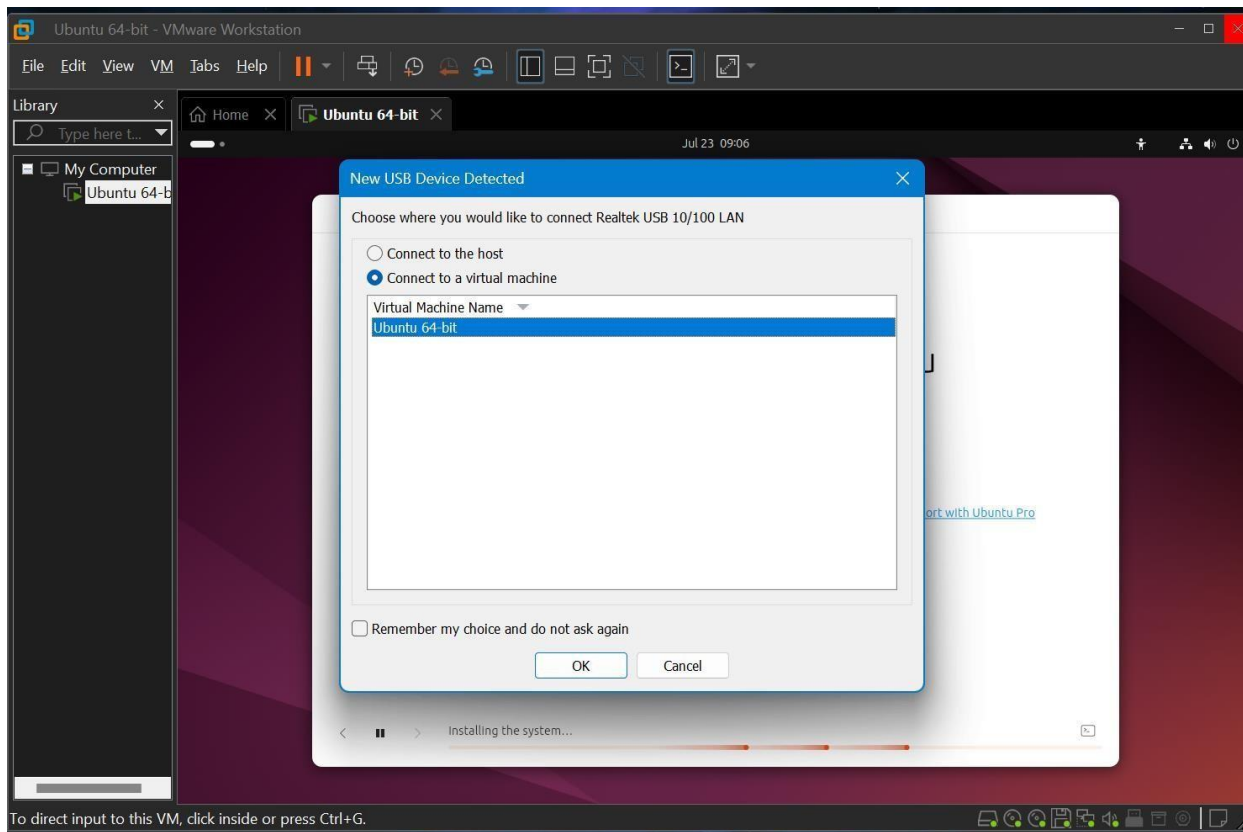 Ubuntu 64-bit - VMware Workstation
File Edit View VM Tabs Help
Library
Home
Ubuntu 64-bit
Type here t...
Jul 23 09:06
My Computer
Ubuntu 64-b
New USB Device Detected
Choose where you would like to connect Realtek USB 10/100 LAN
Connect to the host
Connect to a virtual machine
Virtual Machine Name
Ubuntu 64-bit
ort with Ubuntu Pro
Remember my choice and do not ask again
OK Cancel
Installing the system...
To direct input to this VM, click inside or press Ctrl+G.